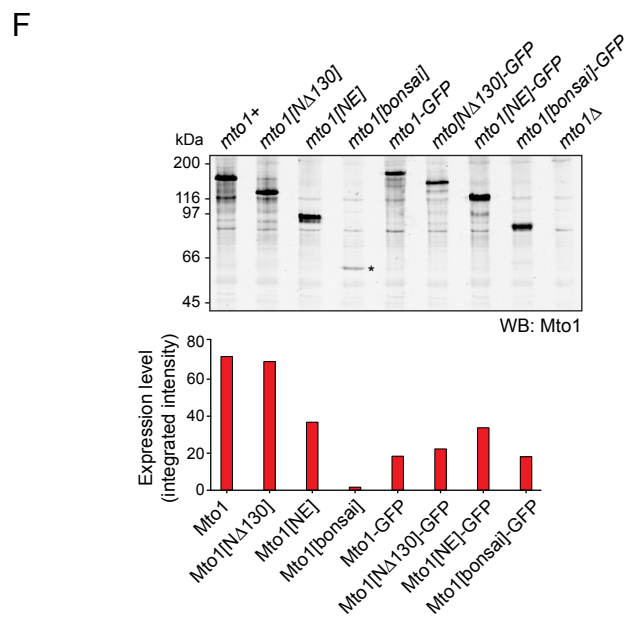 F
mto1+
mto1[NΔ130]
mto1[NE]
mto1[bonsai]
mto1-GFP
mto[NΔ130]-GFP
mto1[NE]-GFP
mto1[bonsai]-GFP
mto1Δ
kDa
200
116
97
66
45
*
WB: Mto1
Expression level
(integrated intensity)
80
60
40
20
0
Mto1
Mto1[NΔ130]
Mto1[NE]
Mto1[bonsai]
Mto1-GFP
Mto1[NΔ130]-GFP
Mto1[NE]-GFP
Mto1[bonsai]-GFP